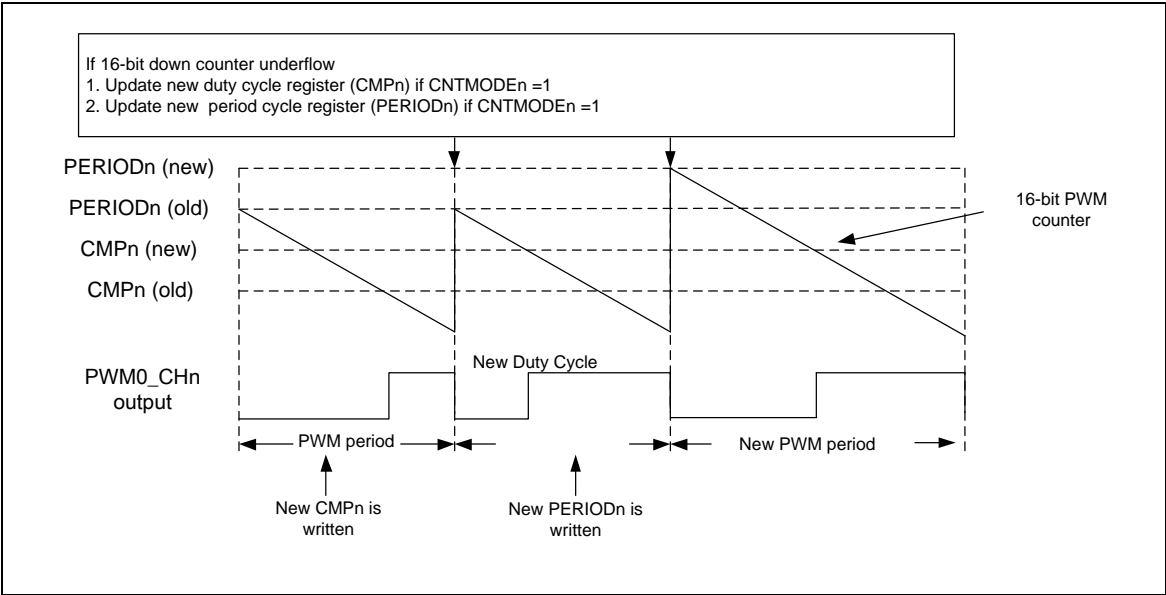 If 16-bit down counter underflow
1. Update new duty cycle register (CMPn) if CNTMODEn =1
2. Update new period cycle register (PERIODn) if CNTMODEn =1
PERIODn (new)
PERIODn (old)
CMPn (new)
CMPn (old)
16-bit PWM
counter
PWM0_CHn
output
New Duty Cycle
PWM period
New PWM period
New CMPn is
written
New PERIODn is
written